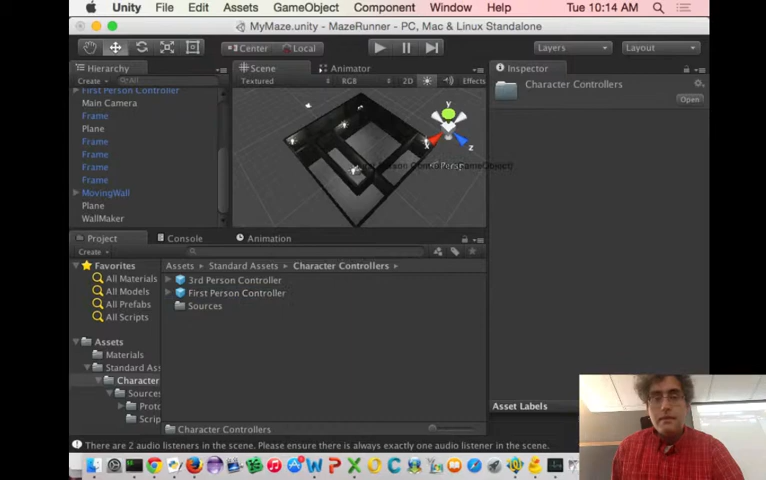 Unity File Edit Assets GameObject Component Window Help Tue 10:14 AM
MyMaze.unity - MazeRunner - PC, Mac & Linux Standalone
Center Local Layers Layout
Hierarchy Scene Animator Inspector
Create All Textured RGB 2D Effects Character Controllers
First Person Controller
Main Camera Open
Frame
Plane
Frame
Frame
Frame
Frame
MovingWall
Plane
WallMaker
y
x
z
Persp
Project Console Animation
Create
Favorites Assets Standard Assets Character Controllers
All Materials 3rd Person Controller
All Models First Person Controller
All Prefabs Sources
All Scripts
Assets
Materials
Standard Ass
Character
Sources
Proto
Scrip
Character Controllers
Asset Labels
There are 2 audio listeners in the scene. Please ensure there is always exactly one audio listener in the scene.